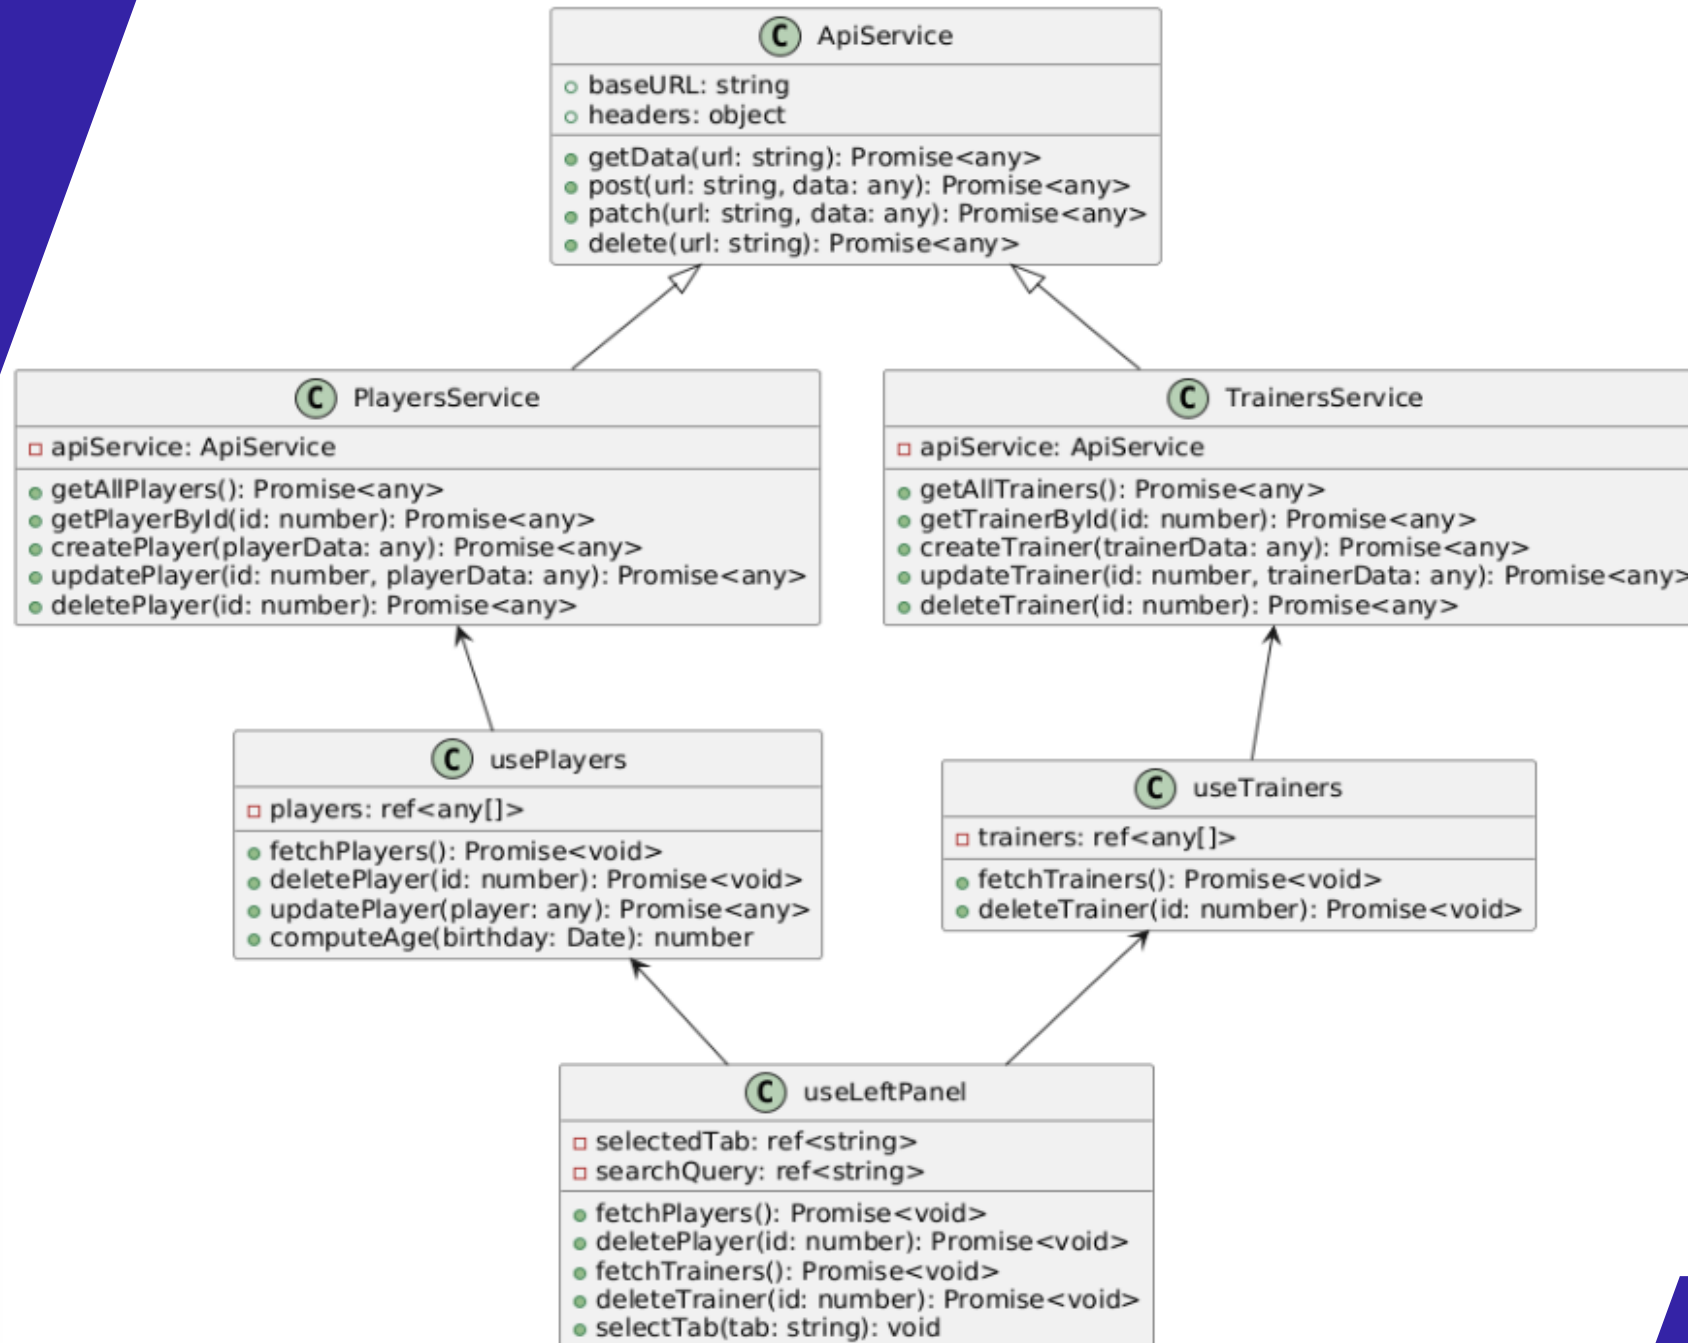 C ApiService
baseURL: string
headers: object
getData(url: string): Promise<any>
post(url: string, data: any): Promise<any>
patch(url: string, data: any): Promise<any>
delete(url: string): Promise<any>
C PlayersService
apiService: ApiService
getAllPlayers(): Promise<any>
getPlayerById(id: number): Promise<any>
createPlayer(playerData: any): Promise<any>
updatePlayer(id: number, playerData: any): Promise<any>
deletePlayer(id: number): Promise<any>
C TrainersService
apiService: ApiService
getAllTrainers(): Promise<any>
getTrainerById(id: number): Promise<any>
createTrainer(trainerData: any): Promise<any>
updateTrainer(id: number, trainerData: any): Promise<any>
deleteTrainer(id: number): Promise<any>
C usePlayers
players: ref<any[]>
fetchPlayers(): Promise<void>
deletePlayer(id: number): Promise<void>
updatePlayer(player: any): Promise<any>
computeAge(birthday: Date): number
C useTrainers
trainers: ref<any[]>
fetchTrainers(): Promise<void>
deleteTrainer(id: number): Promise<void>
C useLeftPanel
selectedTab: ref<string>
searchQuery: ref<string>
fetchPlayers(): Promise<void>
deletePlayer(id: number): Promise<void>
fetchTrainers(): Promise<void>
deleteTrainer(id: number): Promise<void>
selectTab(tab: string): void